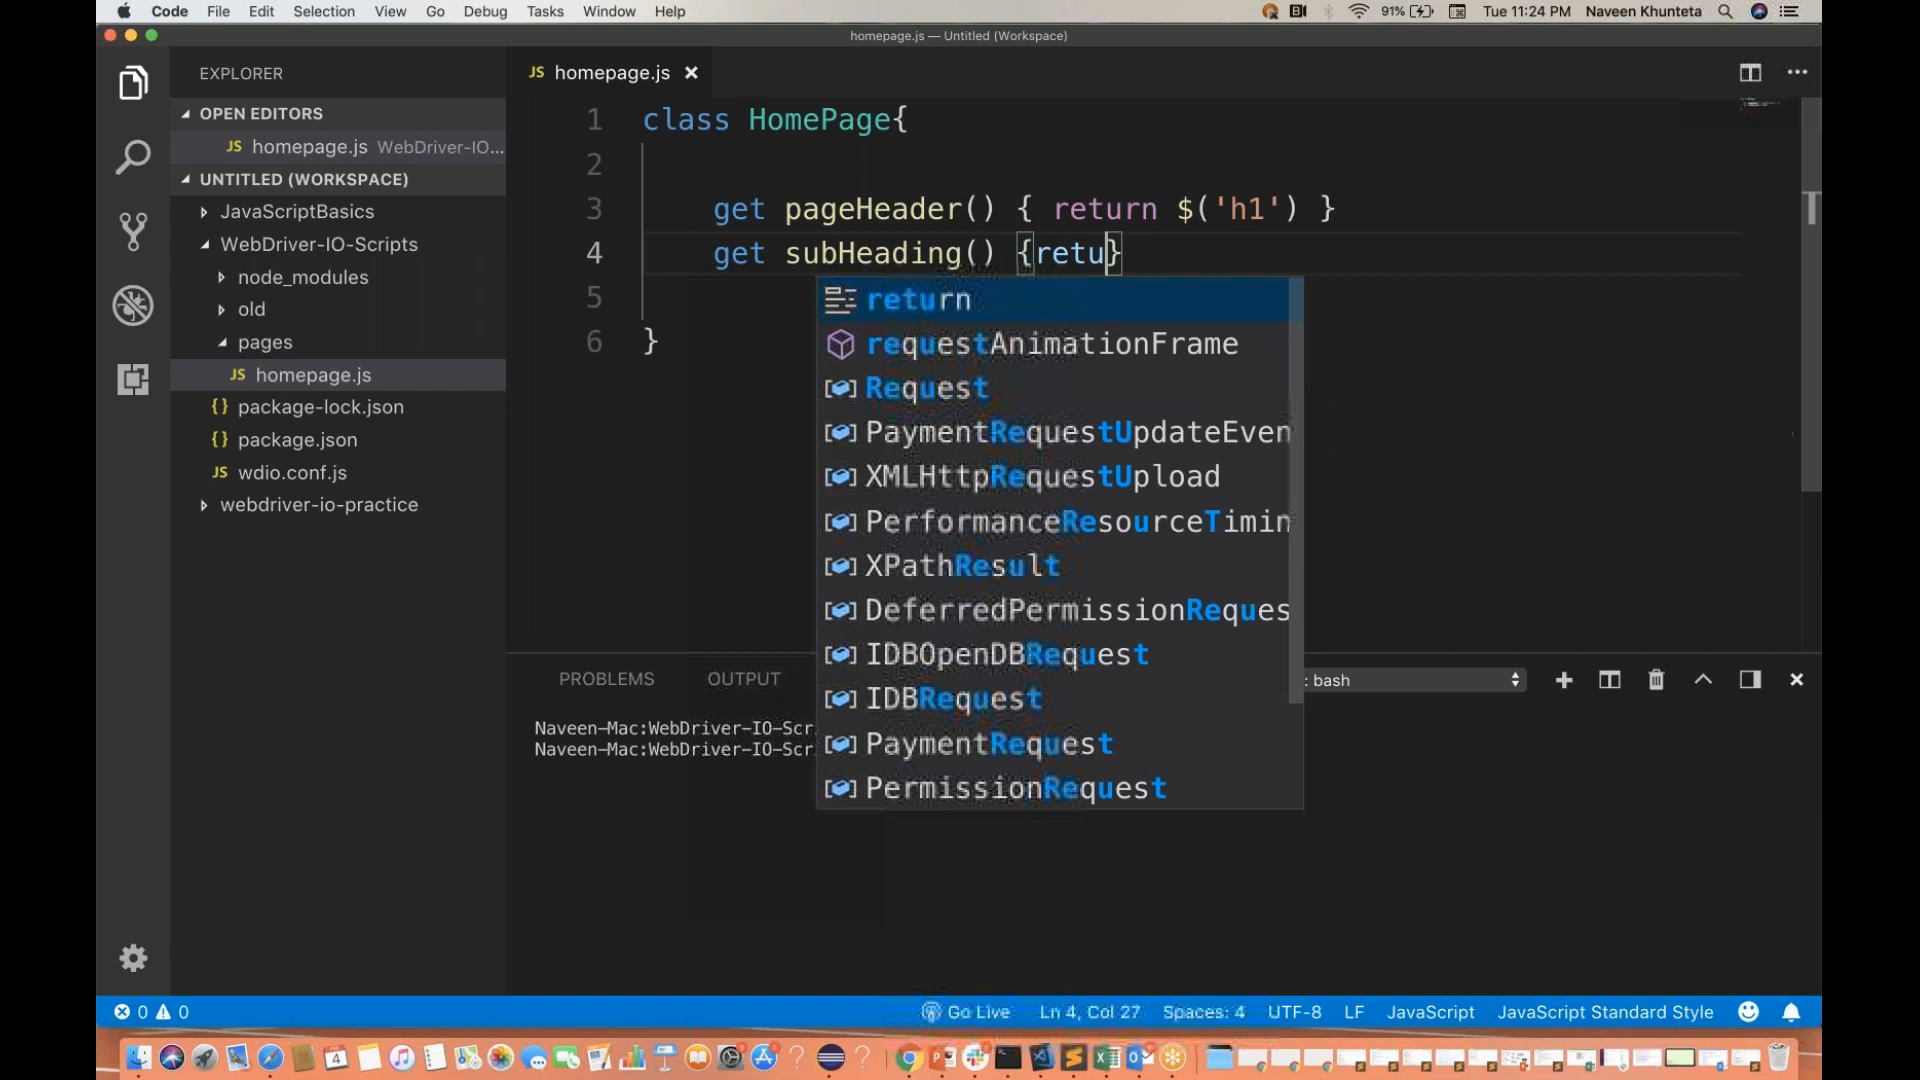 Code File Edit Selection View Go Debug Tasks Window Help 91% Tue 11:24 PM Naveen Khunteta
homepage.js — Untitled (Workspace)
EXPLORER
OPEN EDITORS
JS homepage.js WebDriver-IO...
UNTITLED (WORKSPACE)
JavaScriptBasics
WebDriver-IO-Scripts
node_modules
old
pages
JS homepage.js
{} package-lock.json
{} package.json
JS wdio.conf.js
webdriver-io-practice
JS homepage.js ×
1 class HomePage{
2
3 get pageHeader() { return $('h1') }
4 get subHeading() {retu}
5
6 }
return
requestAnimationFrame
Request
PaymentRequestUpdateEven
XMLHttpRequestUpload
PerformanceResourceTimin
XPathResult
DeferredPermissionReques
IDBOpenDBRequest
IDBRequest
PaymentRequest
PermissionRequest
PROBLEMS OUTPUT : bash
Naveen-Mac:WebDriver-IO-Scr
Naveen-Mac:WebDriver-IO-Scr
0 0 Go Live Ln 4, Col 27 Spaces: 4 UTF-8 LF JavaScript JavaScript Standard Style